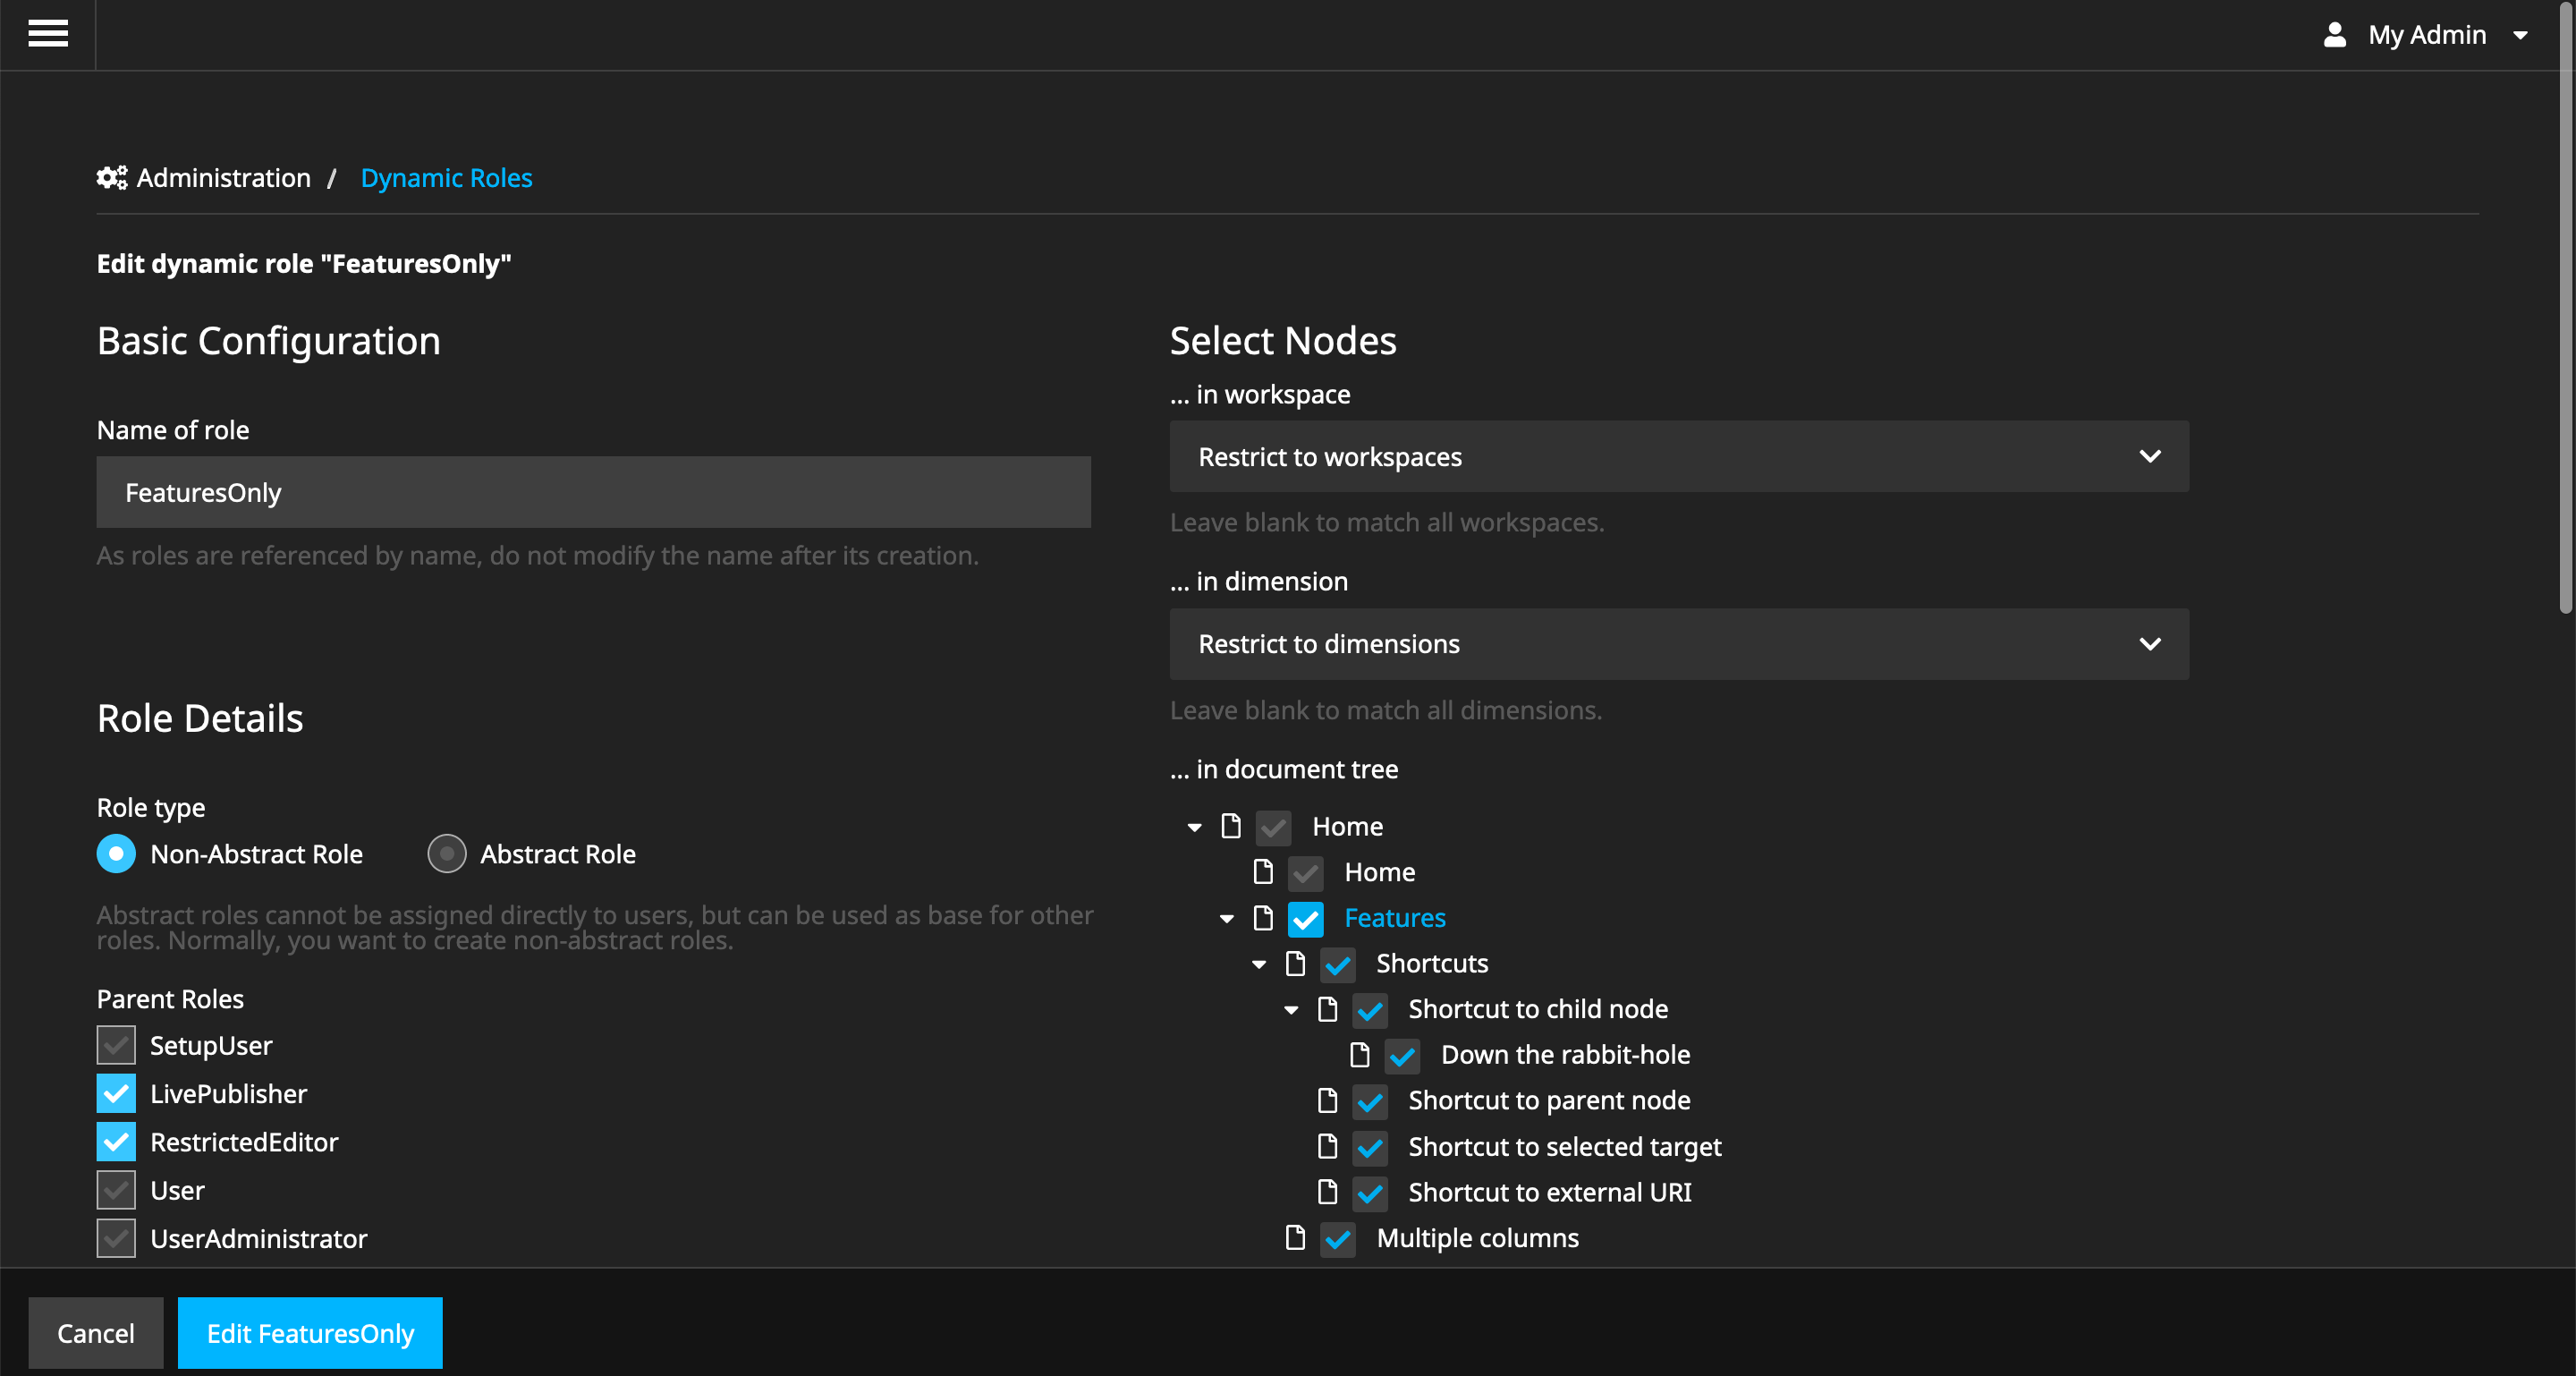 My Admin
Administration / Dynamic Roles
Edit dynamic role "FeaturesOnly"
Basic Configuration
Name of role
FeaturesOnly
As roles are referenced by name, do not modify the name after its creation.
Role Details
Role type
Non-Abstract Role
Abstract Role
Abstract roles cannot be assigned directly to users, but can be used as base for other
roles. Normally, you want to create non-abstract roles.
Parent Roles
SetupUser
LivePublisher
RestrictedEditor
User
UserAdministrator
Select Nodes
... in workspace
Restrict to workspaces
Leave blank to match all workspaces.
... in dimension
Restrict to dimensions
Leave blank to match all dimensions.
... in document tree
Home
Home
Features
Shortcuts
Shortcut to child node
Down the rabbit-hole
Shortcut to parent node
Shortcut to selected target
Shortcut to external URI
Multiple columns
Cancel
Edit FeaturesOnly